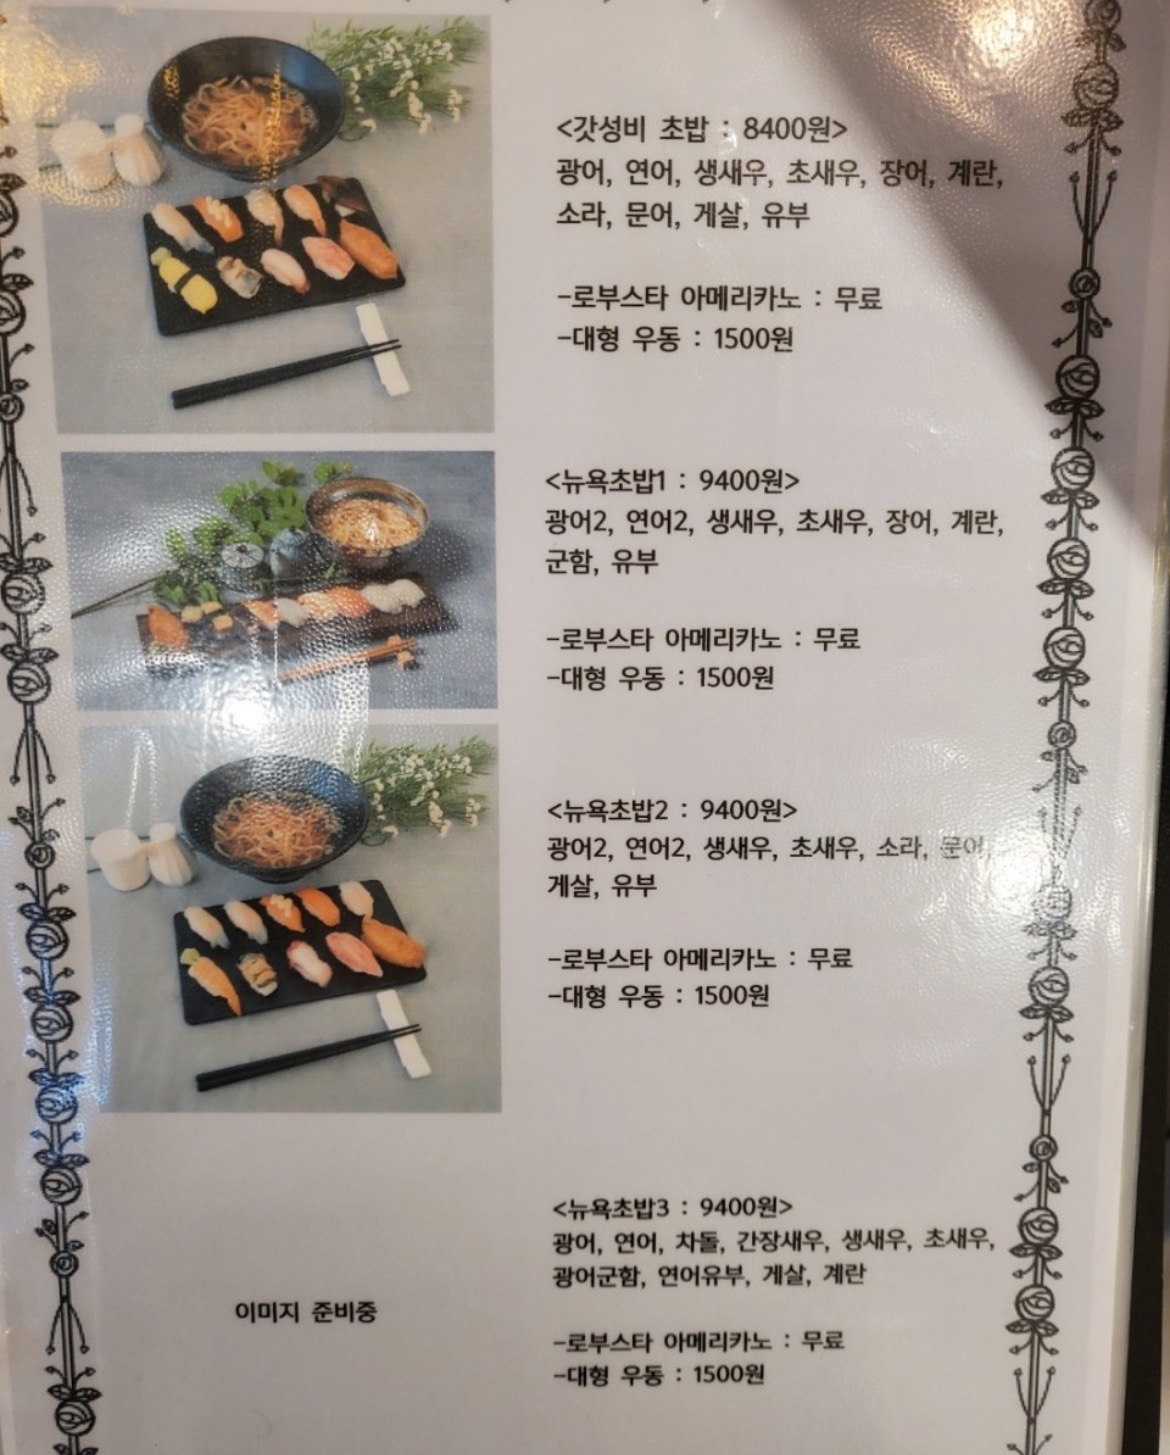 <갓성비 초밥 : 8400원>
광어, 연어, 생새우, 초새우, 장어, 계란,
소라, 문어, 게살, 유부
-로부스타 아메리카노 : 무료
-대형 우동 : 1500원
<뉴욕초밥1 : 9400원>
광어2, 연어2, 생새우, 초새우, 장어, 계란,
군함, 유부
-로부스타 아메리카노 : 무료
-대형 우동 : 1500원
<뉴욕초밥2 : 9400원>
광어2, 연어2, 생새우, 초새우, 소라, 문어,
게살, 유부
-로부스타 아메리카노 : 무료
-대형 우동 : 1500원
<뉴욕초밥3 : 9400원>
광어, 연어, 차돌, 간장새우, 생새우, 초새우,
광어군함, 연어유부, 게살, 계란
이미지 준비중
-로부스타 아메리카노 : 무료
-대형 우동 : 1500원